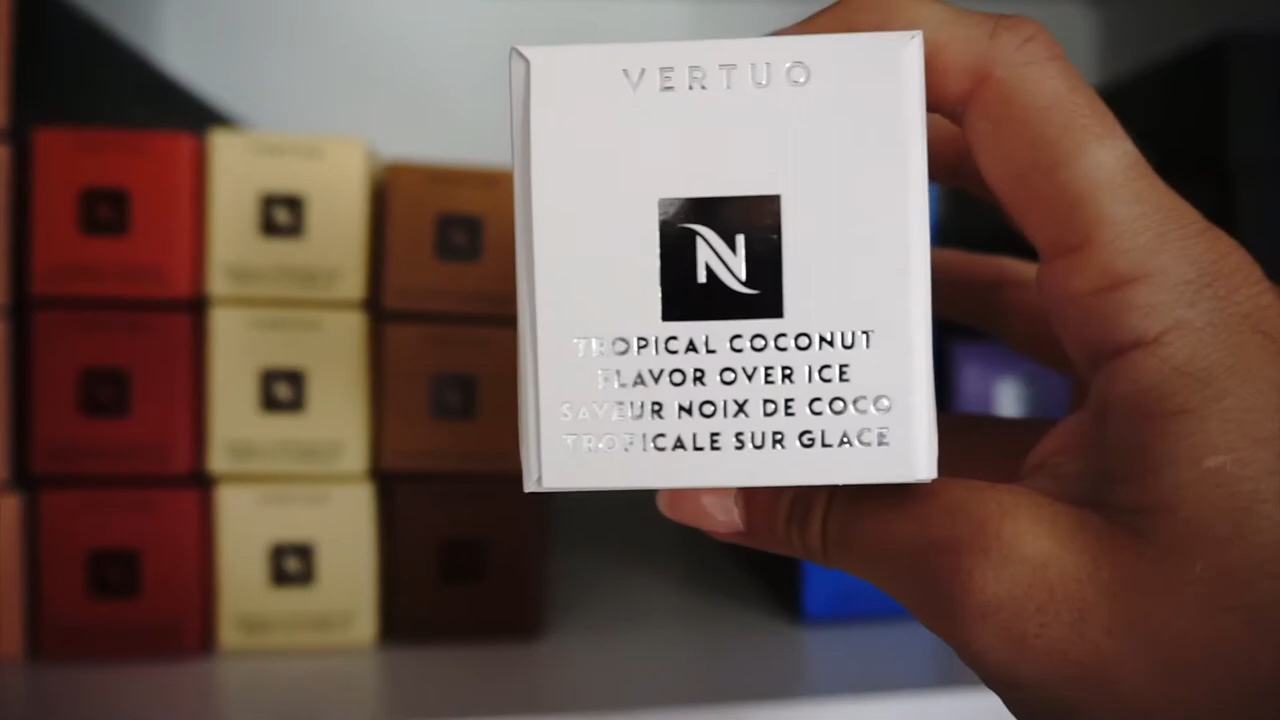 VERTUO
N
TROPICAL COCONUT
FLAVOR OVER ICE
SAVEUR NOIX DE COCO
TROPICALE SUR GLACE